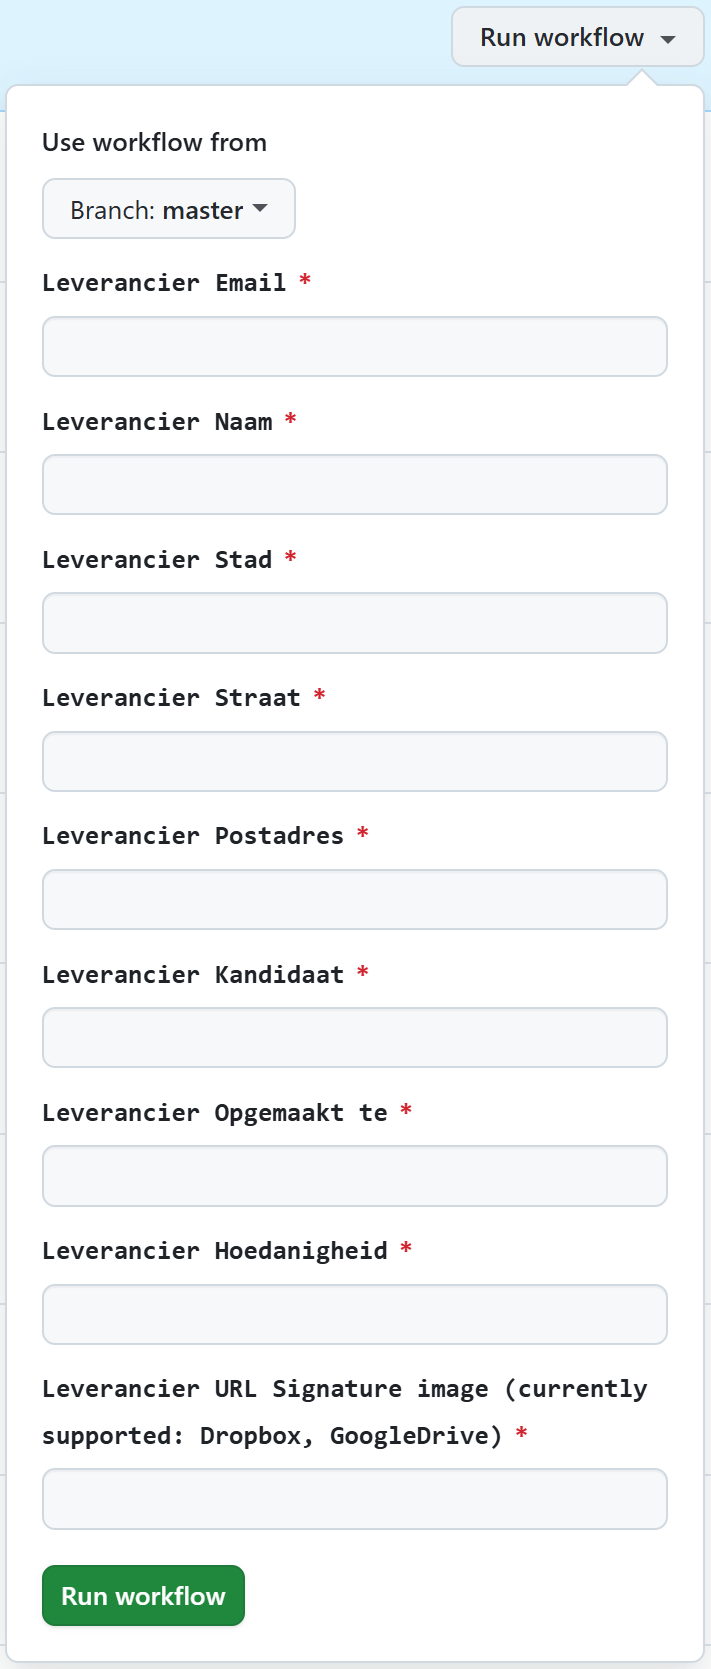 Run workflow
Use workflow from
Branch: master
Leverancier Email *
Leverancier Naam *
Leverancier Stad *
Leverancier Straat *
Leverancier Postadres *
Leverancier Kandidaat *
Leverancier Opgemaakt te *
Leverancier Hoedanigheid *
Leverancier URL Signature image (currently
supported: Dropbox, GoogleDrive) *
Run workflow